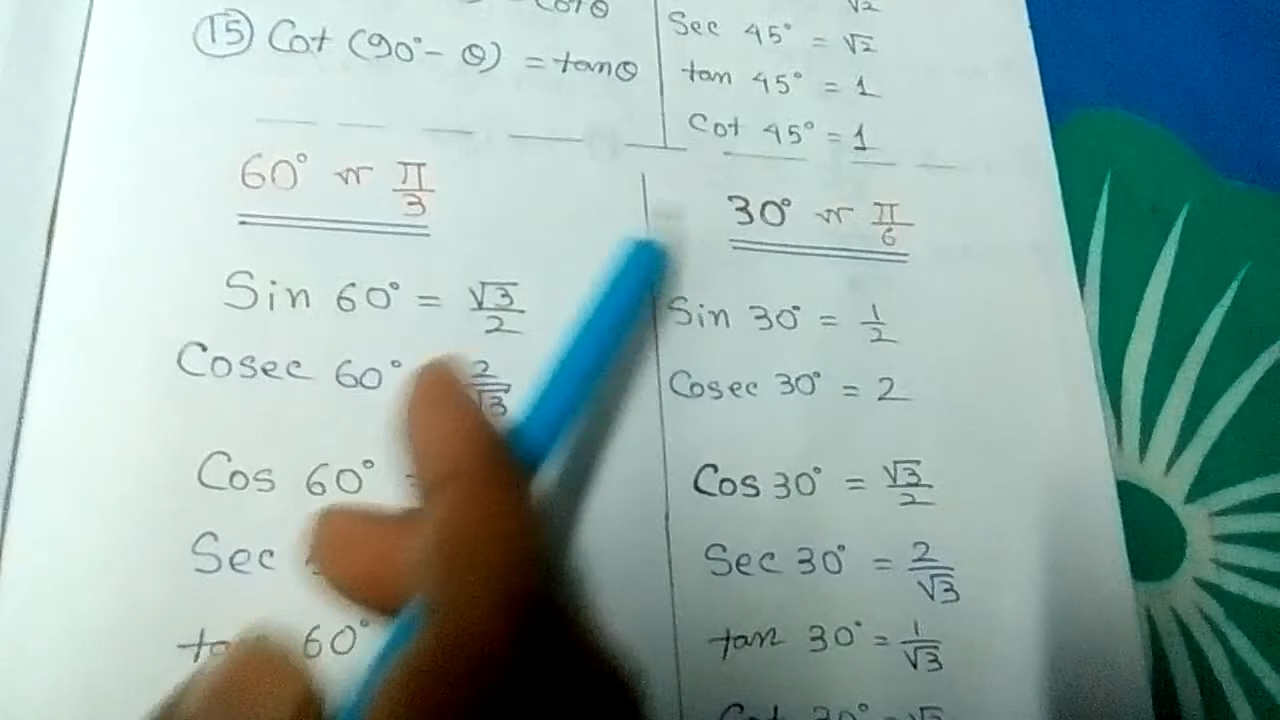 (15) Cot (90° - θ) = tanθ
Sec 45° = √2
tan 45° = 1
Cot 45° = 1
60° বা π/3
Sin 60° = √3/2
Cosec 60° 2/√3
Cos 60°
Sec
60°
30° বা π/6
Sin 30° = 1/2
Cosec 30° = 2
Cos 30° = √3/2
Sec 30° = 2/√3
tan 30° = 1/√3